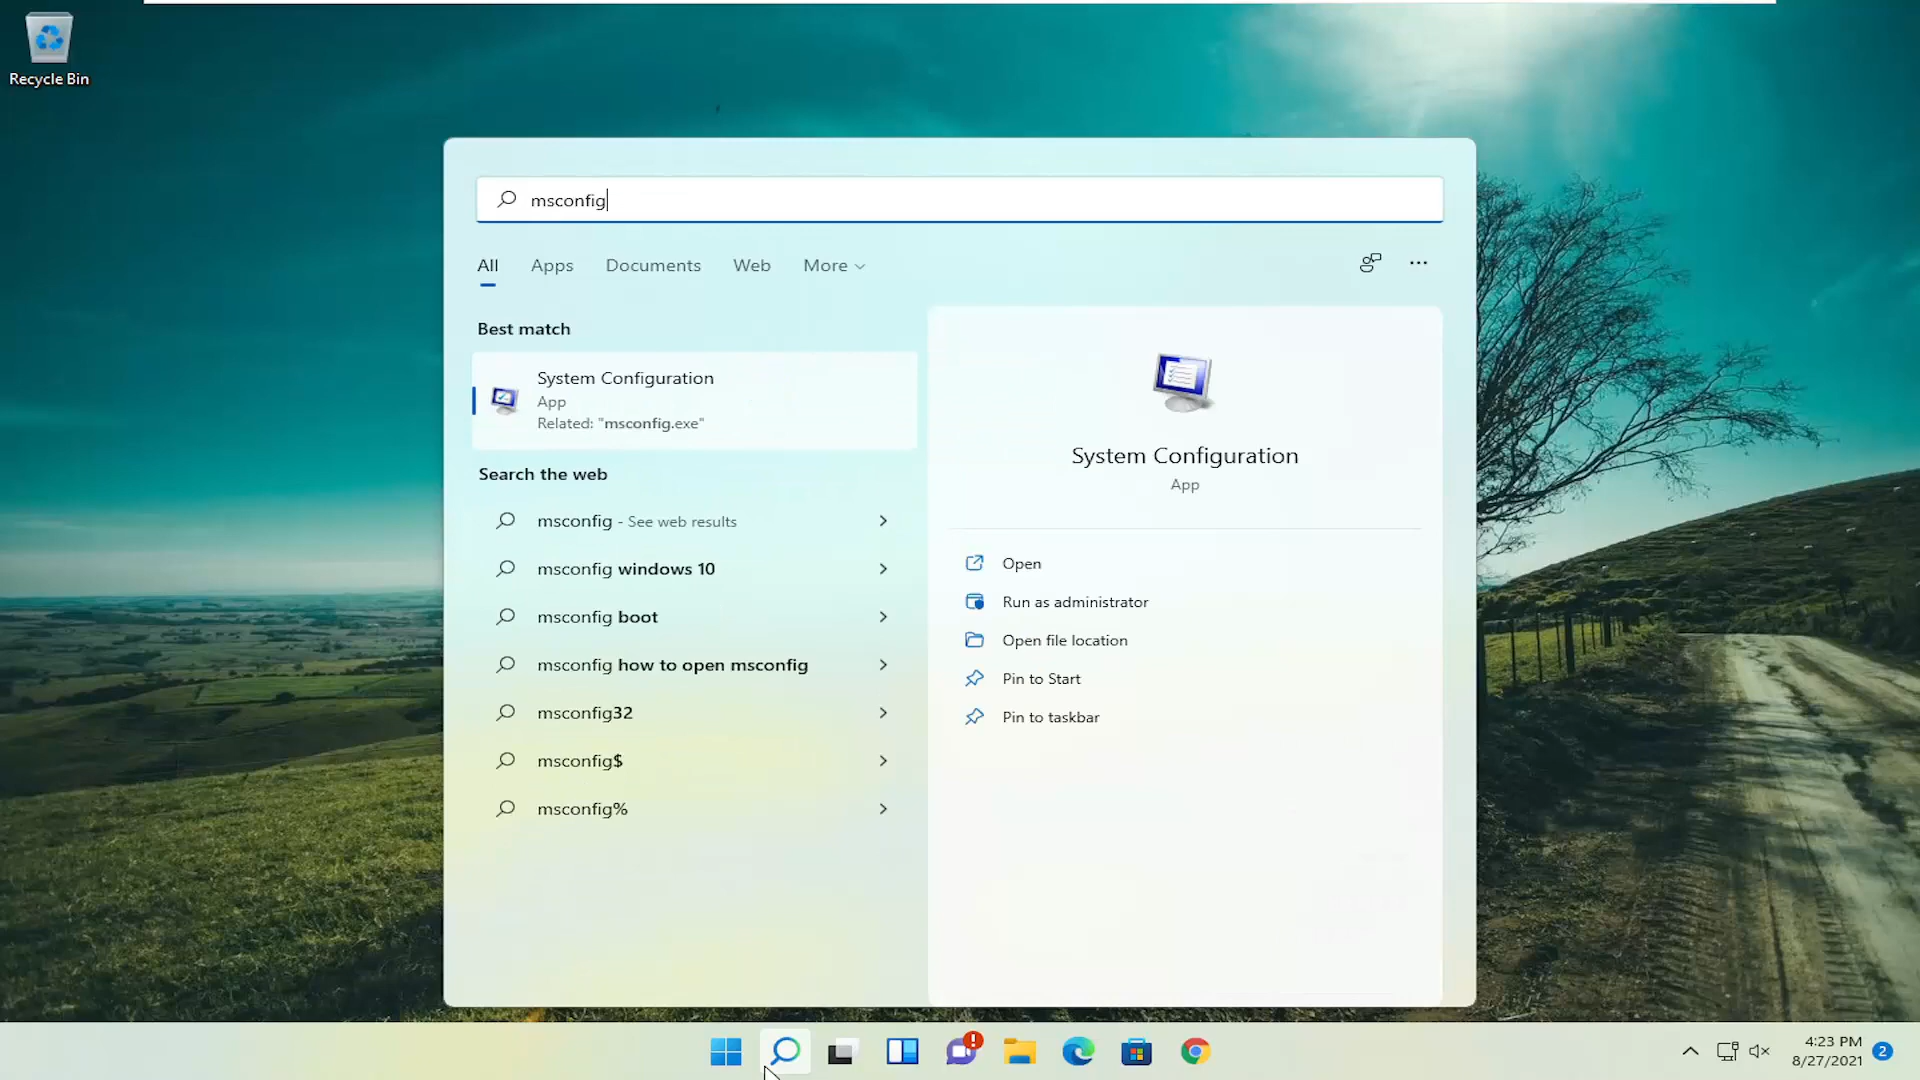 Recycle Bin
msconfig
All Apps Documents Web More
Best match
System Configuration
App
Related: "msconfig.exe"
Search the web
msconfig - See web results
msconfig windows 10
msconfig boot
msconfig how to open msconfig
msconfig32
msconfig$
msconfig%
System Configuration
App
Open
Run as administrator
Open file location
Pin to Start
Pin to taskbar
4:23 PM
8/27/2021
2